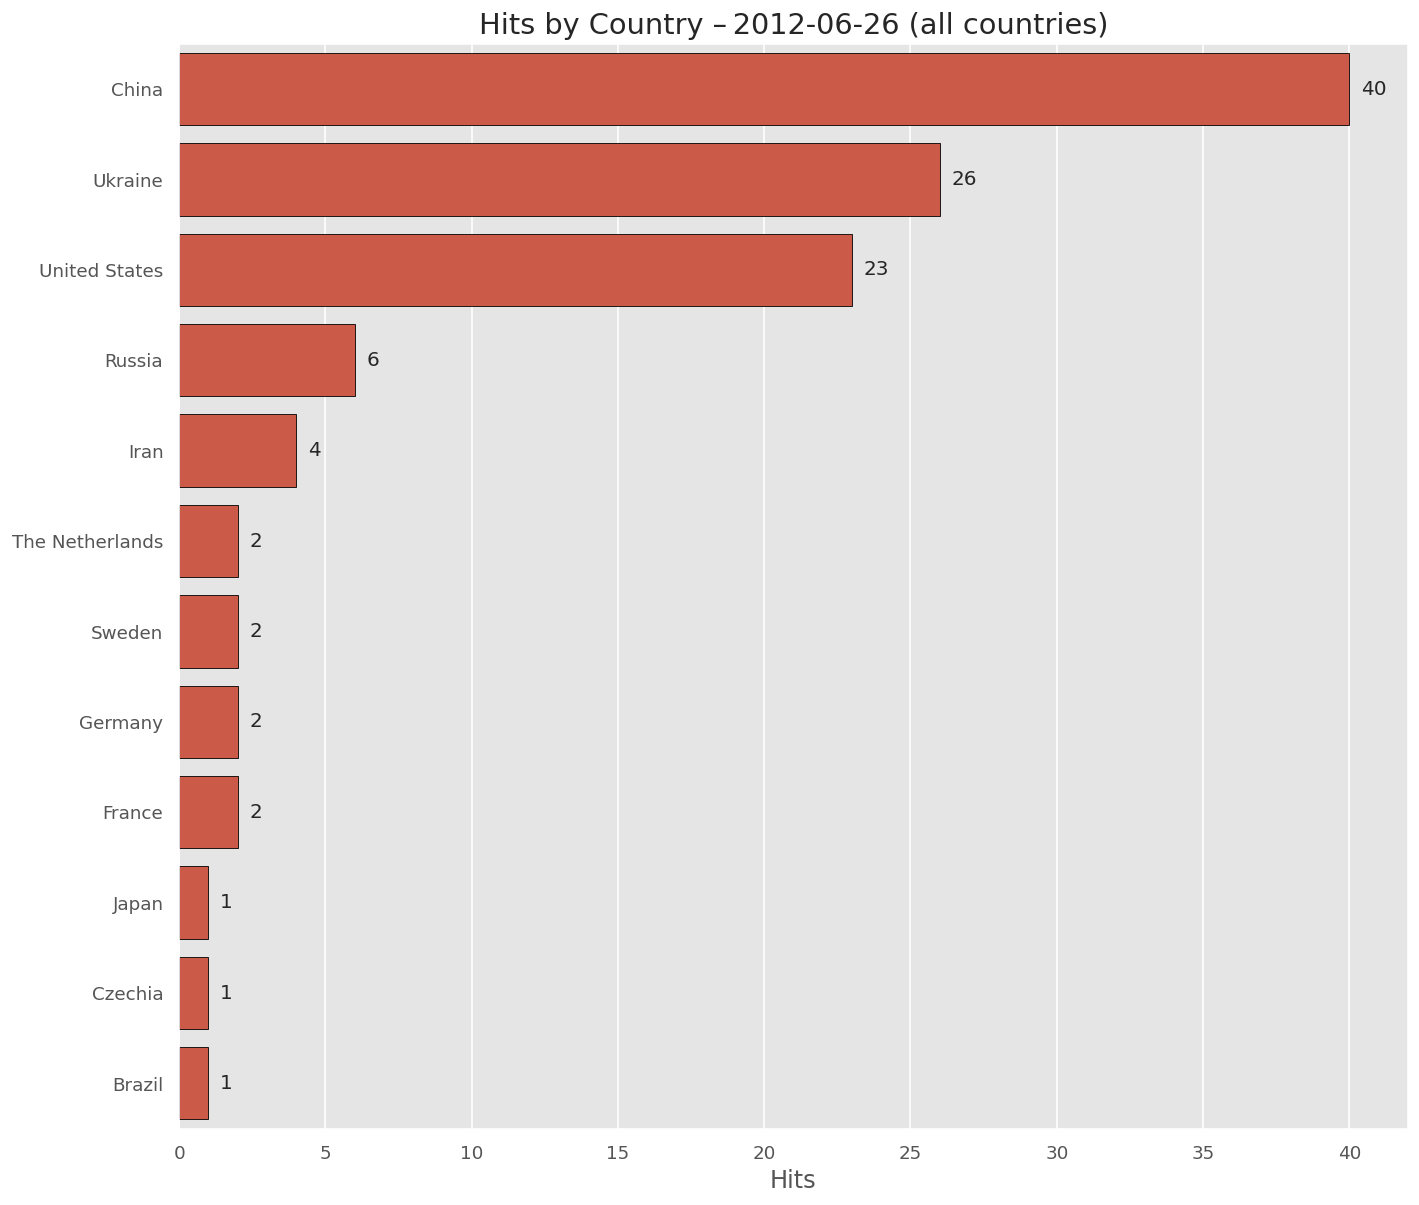 Hits by Country – 2012-06-26 (all countries)
China 40
Ukraine 26
United States 23
Russia 6
Iran 4
The Netherlands 2
Sweden 2
Germany 2
France 2
Japan 1
Czechia 1
Brazil 1
0 5 10 15 20 25 30 35 40
Hits